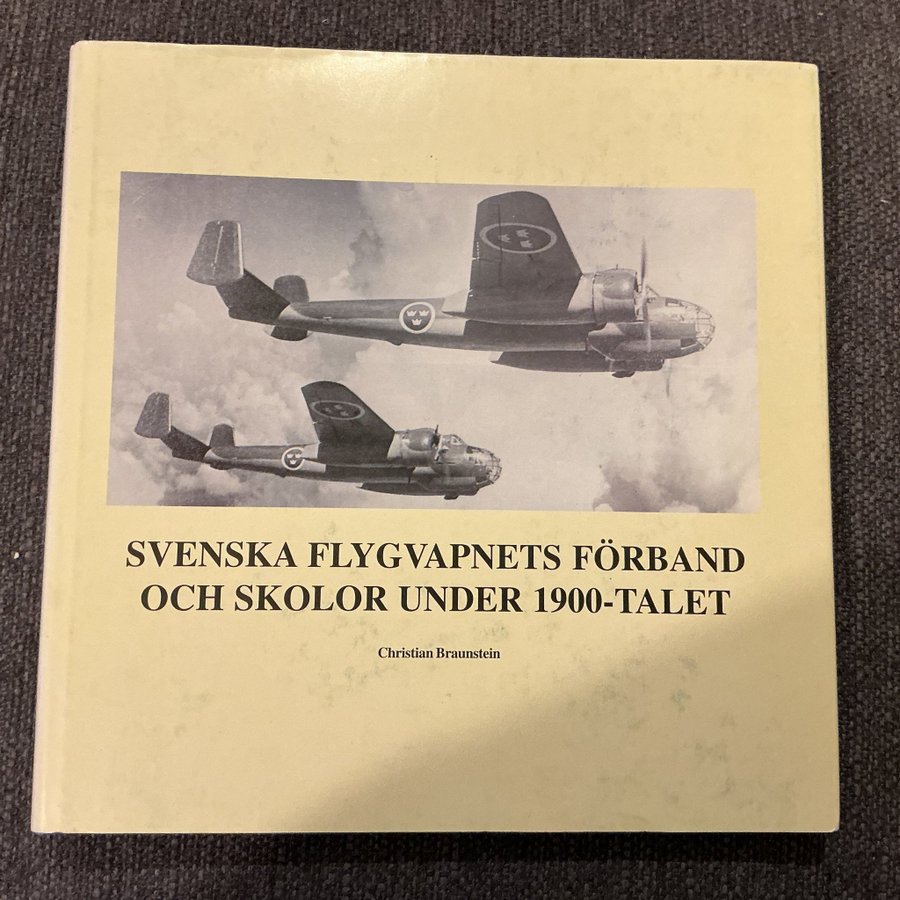 SVENSKA FLYGVAPNETS FÖRBAND
OCH SKOLOR UNDER 1900-TALET
Christian Braunstein